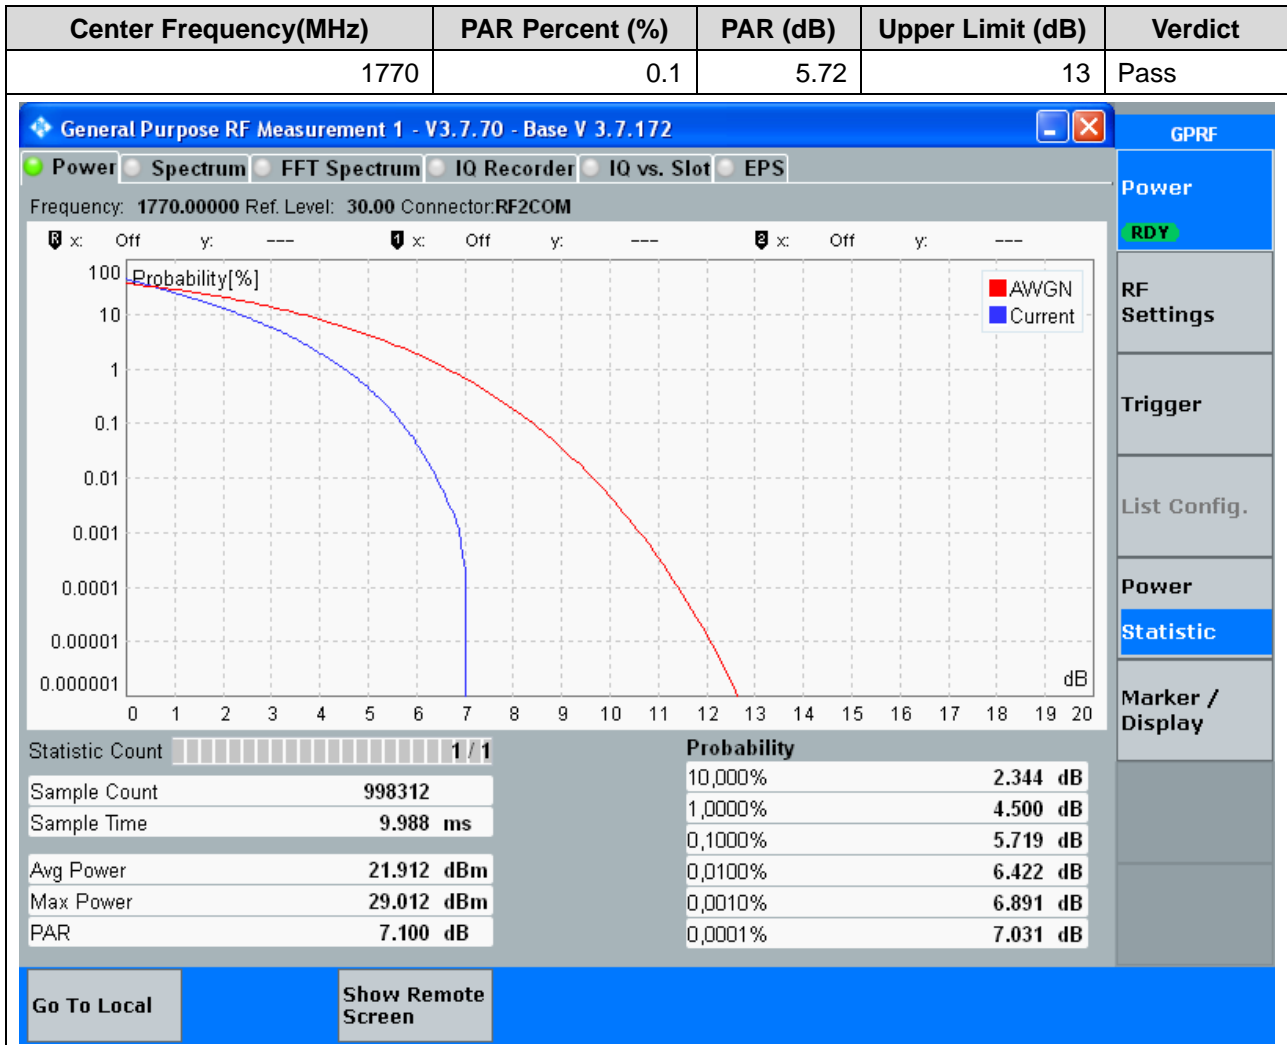 Center Frequency(MHz) PAR Percent (%) PAR (dB) Upper Limit (dB) Verdict
1770 0.1 5.72 13 Pass
General Purpose RF Measurement 1 - V3.7.70 - Base V 3.7.172
GPRF
Power Spectrum FFT Spectrum IQ Recorder IQ vs. Slot EPS
Frequency: 1770.00000 Ref. Level: 30.00 Connector:RF2COM
R x: Off y: --- 1 x: Off y: --- 2 x: Off y: ---
Probability[%]
AWGN
Current
100
10
1
0.1
0.01
0.001
0.0001
0.00001
0.000001
dB
0 1 2 3 4 5 6 7 8 9 10 11 12 13 14 15 16 17 18 19 20
Statistic Count 1 / 1
Sample Count 998312
Sample Time 9.988 ms
Avg Power 21.912 dBm
Max Power 29.012 dBm
PAR 7.100 dB
Probability
10,000% 2.344 dB
1,0000% 4.500 dB
0,1000% 5.719 dB
0,0100% 6.422 dB
0,0010% 6.891 dB
0,0001% 7.031 dB
Power
RDY
RF
Settings
Trigger
List Config.
Power
Statistic
Marker /
Display
Go To Local
Show Remote
Screen